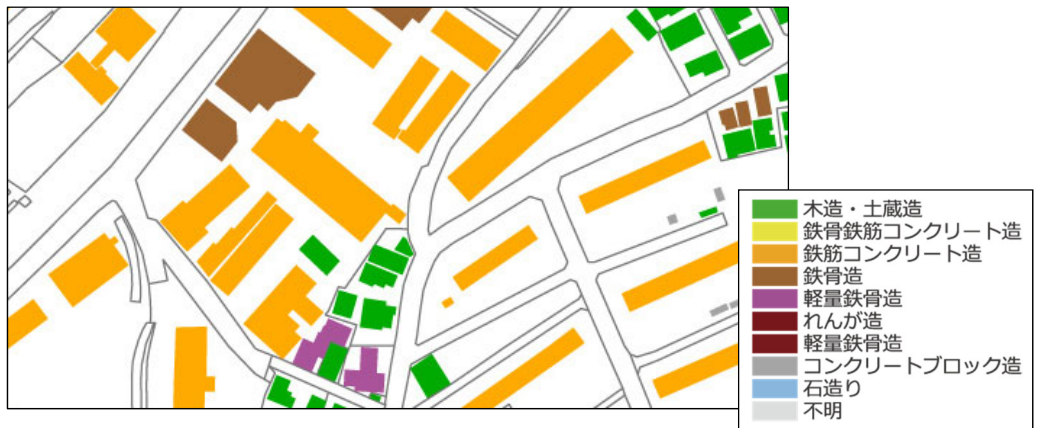 木造・土蔵造
鉄骨鉄筋コンクリート造
鉄筋コンクリート造
鉄骨造
軽量鉄骨造
れんが造
軽量鉄骨造
コンクリートブロック造
石造り
不明